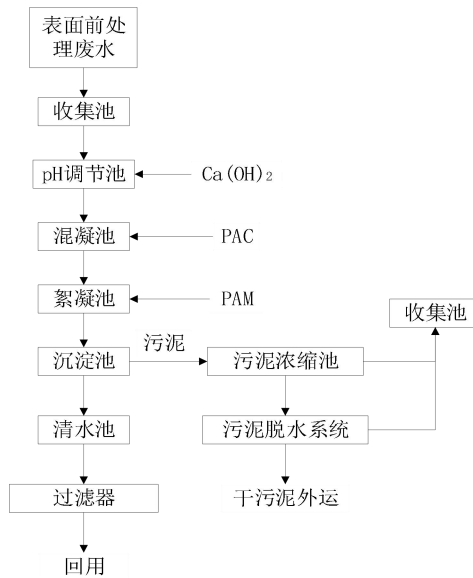 表面前处
理废水
收集池
pH调节池
Ca(OH)₂
混凝池
PAC
絮凝池
PAM
收集池
沉淀池
污泥
污泥浓缩池
清水池
污泥脱水系统
过滤器
干污泥外运
回用